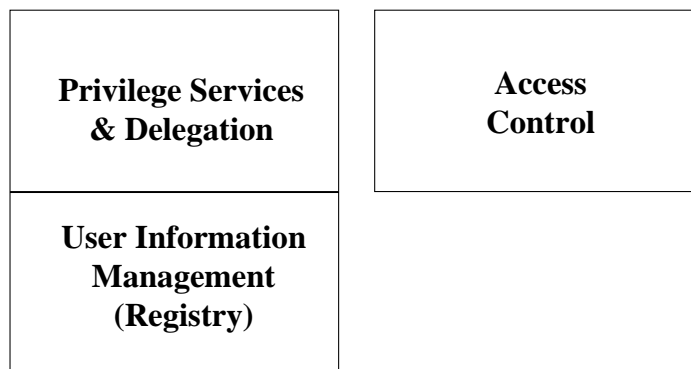 Privilege Services
& Delegation
Access
Control
User Information
Management
(Registry)